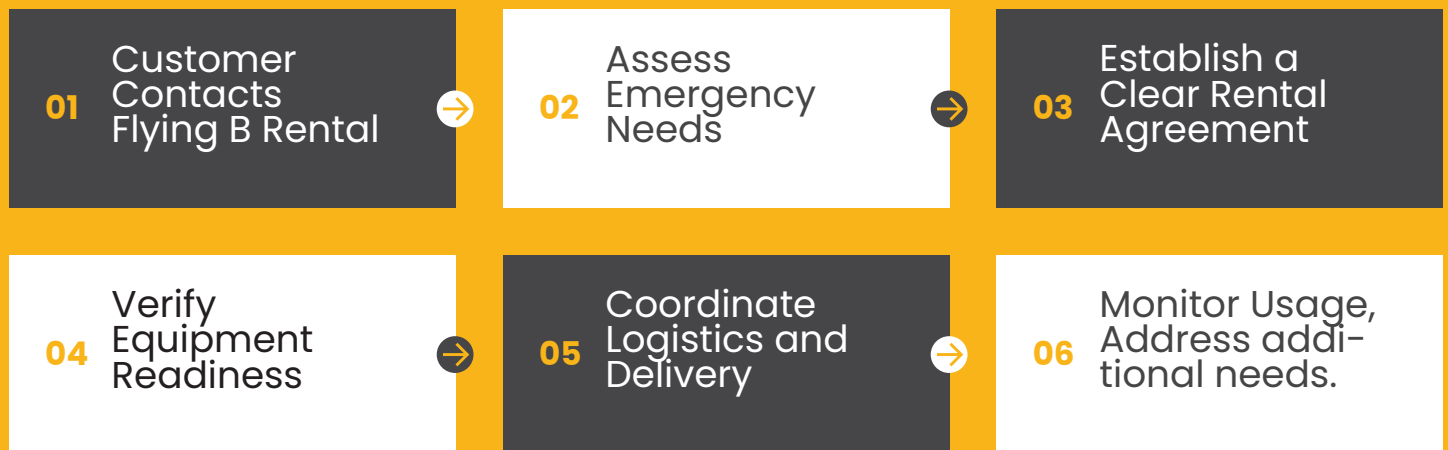 01
Customer
Contacts
Flying B Rental
02
Assess
Emergency
Needs
03
Establish a
Clear Rental
Agreement
04
Verify
Equipment
Readiness
05
Coordinate
Logistics and
Delivery
06
Monitor Usage,
Address addi-
tional needs.